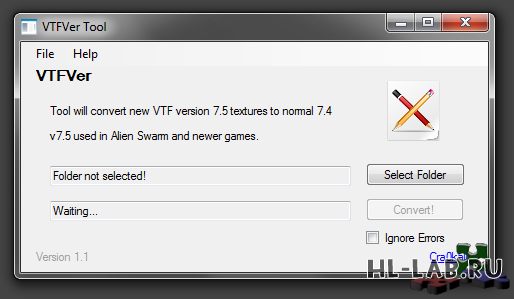 VTFVer Tool
File Help
VTFVer
Tool will convert new VTF version 7.5 textures to normal 7.4
v7.5 used in Alien Swarm and newer games.
Folder not selected!
Select Folder
Waiting...
Convert!
Ignore Errors
Version 1.1
HL-LAB.RU